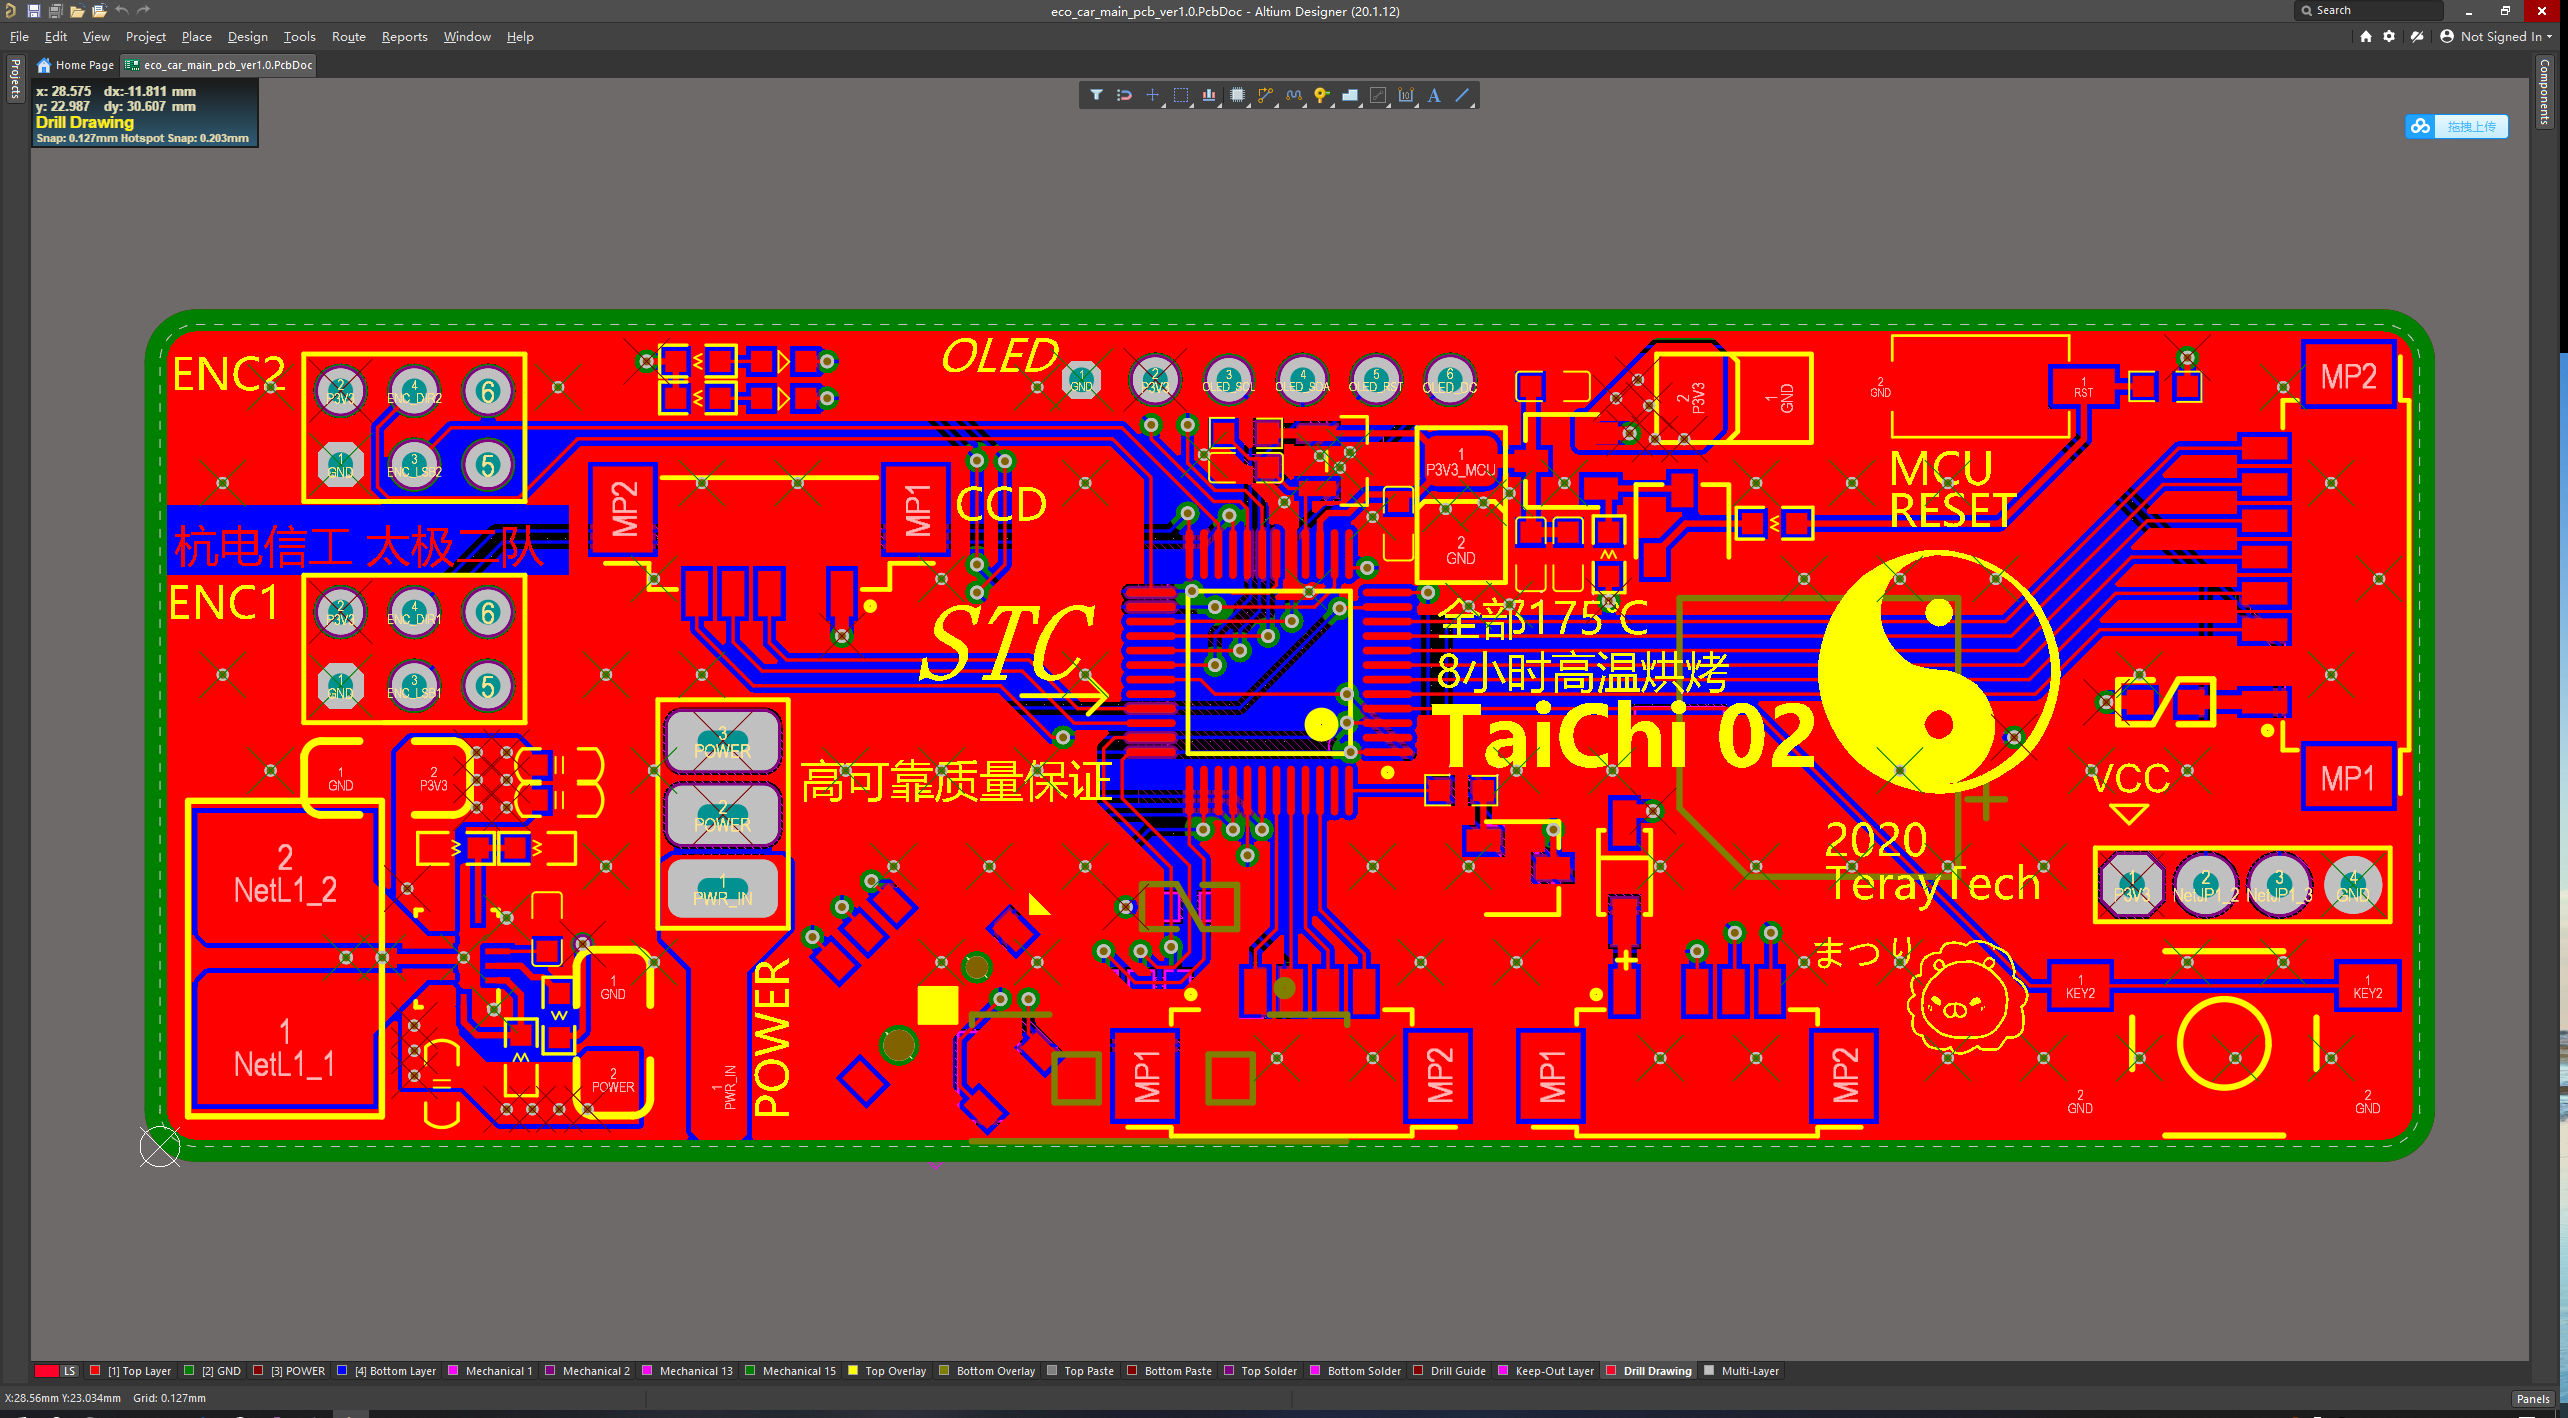 eco_car_main_pcb_ver1.0.PcbDoc - Altium Designer (20.1.12)
Search
File Edit View Project Place Design Tools Route Reports Window Help
Not Signed In
Home Page eco_car_main_pcb_ver1.0.PcbDoc
Projects
Components
x: 28.575 dx:-11.811 mm
y: 22.987 dy: 30.607 mm
Drill Drawing
Snap: 0.127mm Hotspot Snap: 0.203mm
拖拽上传
ENC2
2 P3V3
4 ENC_DIR2
6
1 GND
3 ENC_LSB2
5
OLED
GND
2 P3V3
3 OLED_SCL
4 OLED_SDA
5 OLED_RST
6 OLED_DC
2 P3V3
1 GND
2 GND
1 RST
MP2
MP2
MP1
CCD
1 P3V3_MCU
2 GND
MCU
RESET
杭电信工 太极二队
ENC1
2 P3V3
4 ENC_DIR1
6
1 GND
3 ENC_LSB1
5
STC
全部175℃
8小时高温烘烤
TaiChi 02
高可靠质量保证
3 POWER
2 POWER
1 PWR_IN
1 GND
2 P3V3
MP1
VCC
2020
TerayTech
1 P3V3
2 NetJP1_2
3 NetJP1_3
4 GND
2 NetL1_2
1 NetL1_1
1 GND
2 POWER
1 PWR_IN
POWER
まつり
KEY2
KEY2
MP1
MP2
MP1
MP2
2 GND
2 GND
LS [1] Top Layer [2] GND [3] POWER [4] Bottom Layer Mechanical 1 Mechanical 2 Mechanical 13 Mechanical 15 Top Overlay Bottom Overlay Top Paste Bottom Paste Top Solder Bottom Solder Drill Guide Keep-Out Layer Drill Drawing Multi-Layer
X:28.56mm Y:23.034mm Grid: 0.127mm
Panels